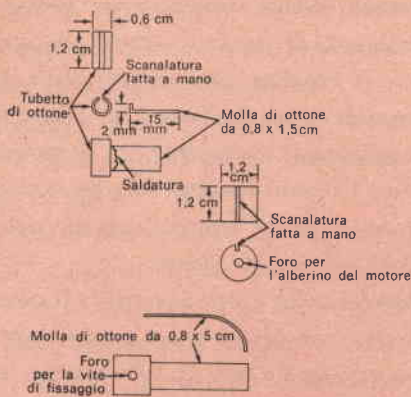 0,6 cm
1,2 cm
Scanalatura
fatta a mano
Tubetto
di ottone
2 mm
15
mm
Molla di ottone
da 0,8 x 1,5cm
Saldatura
1,2
cm
1,2 cm
Scanalatura
fatta a mano
Foro per
l'alberino del motore
Molla di ottone da 0,8 x 5 cm
Foro
per la vite
di fissaggio